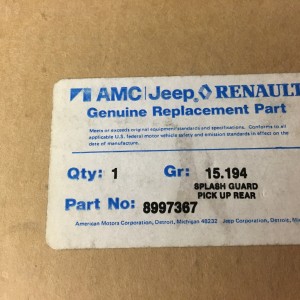 AMC|Jeep RENAULT
Genuine Replacement Part
Meets or exceeds original equipment standards and specifications. Conforms to all
applicable U.S. federal motor vehicle safety and emission standards in effect on the
date of manufacture.
Qty: 1 Gr: 15.194
SPLASH GUARD
PICK UP REAR
Part No: 8997367
American Motors Corporation, Detroit, Michigan 48232 Jeep Corporation, Detroit,